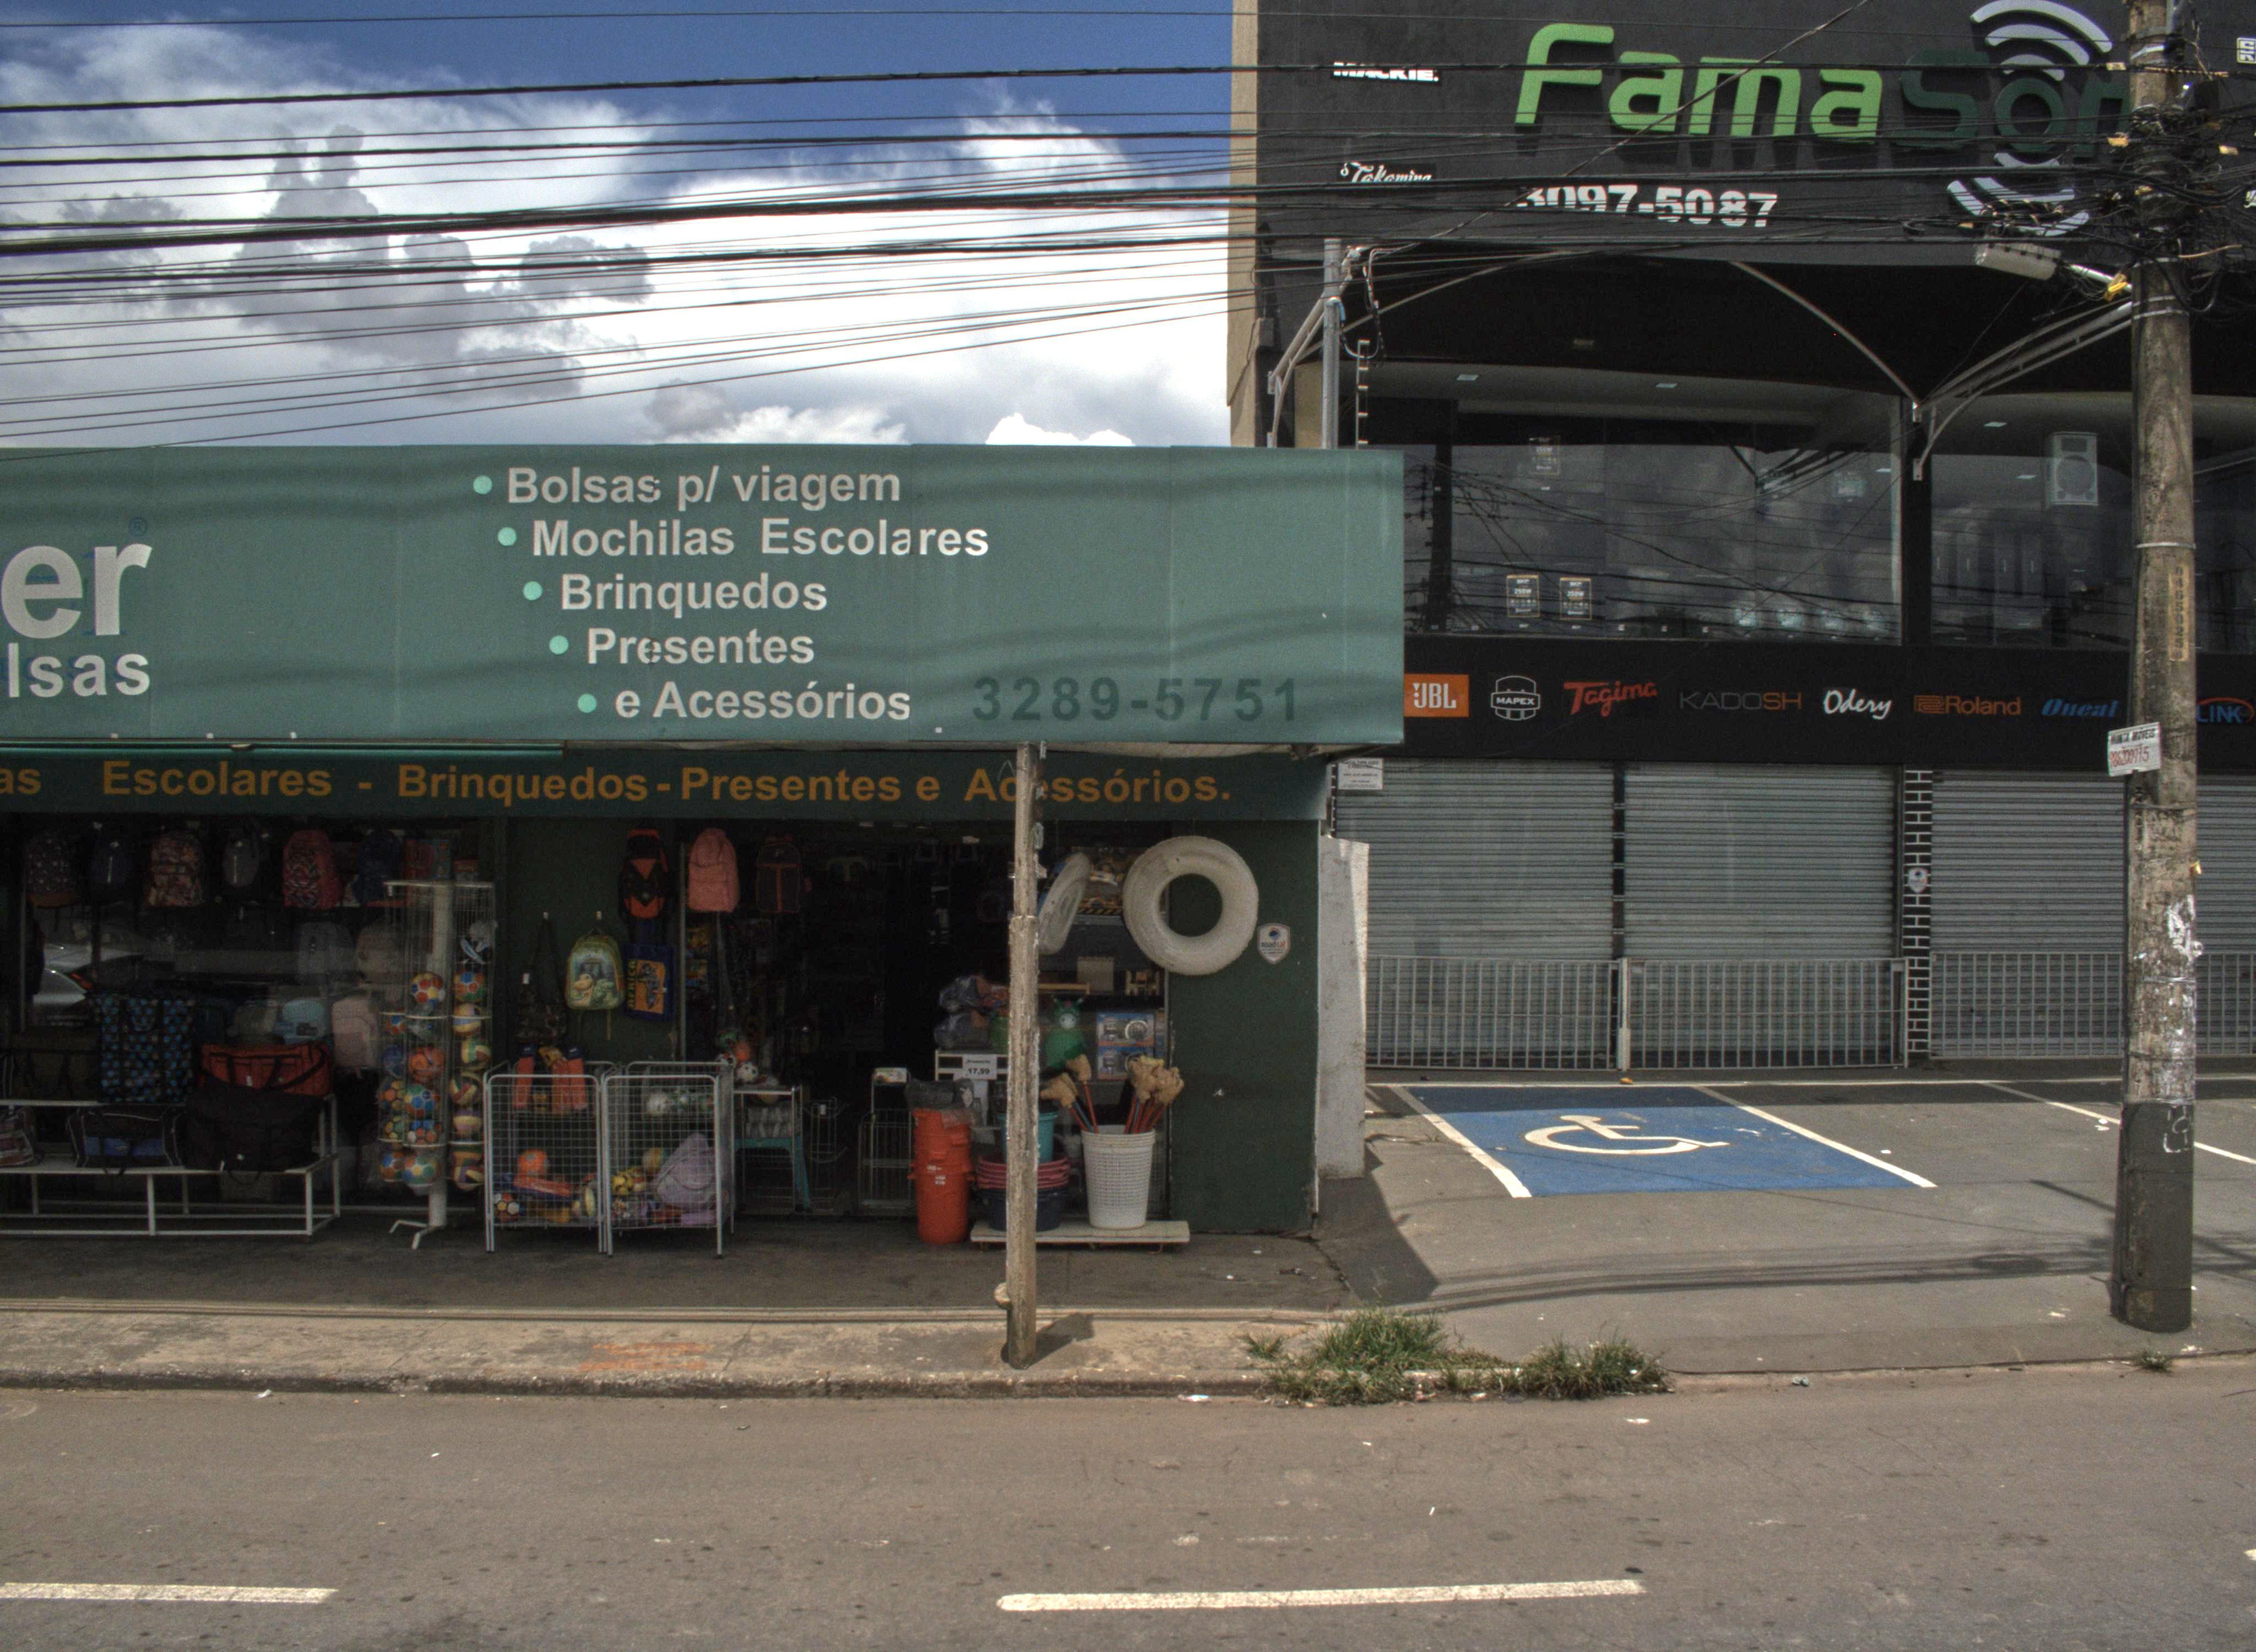 MACKIE.
FamaSom
Takamine
3097-5087
er
lsas
Bolsas p/ viagem
Mochilas Escolares
Brinquedos
Presentes
e Acessórios
3289-5751
as Escolares - Brinquedos - Presentes e Acessórios.
JBL
MAPEX
Tagima
KADOSH
Odery
Roland
Oneal
LINK
17,99